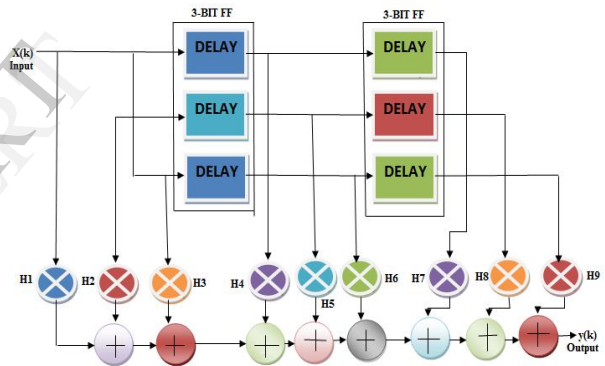 3-BIT FF
3-BIT FF
X(k)
Input
DELAY
DELAY
DELAY
DELAY
DELAY
DELAY
H1
H2
H3
H4
H5
H6
H7
H8
H9
+
+
+
+
+
+
+
+
y(k)
Output